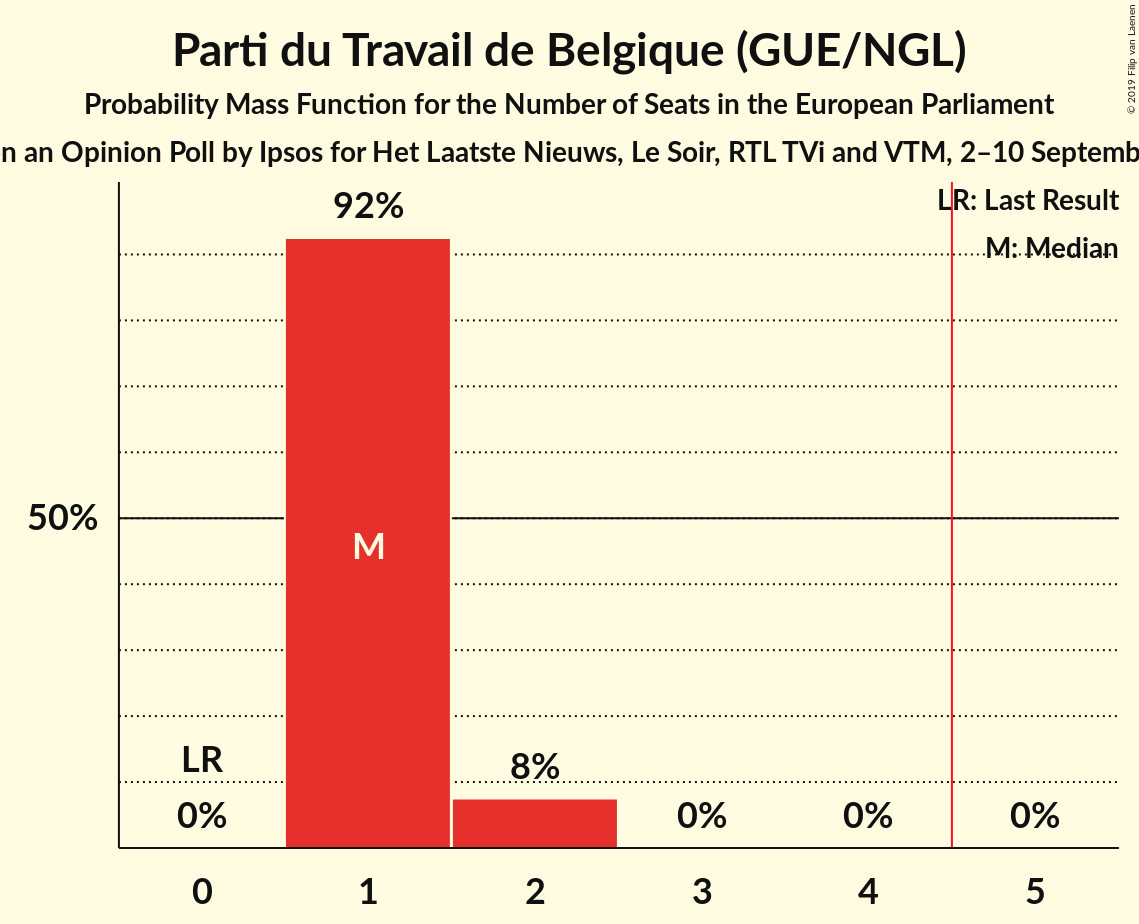 Parti du Travail de Belgique (GUE/NGL)
Probability Mass Function for the Number of Seats in the European Parliament
n an Opinion Poll by Ipsos for Het Laatste Nieuws, Le Soir, RTL TVi and VTM, 2–10 Septemb
© 2019 Filip van Laenen
LR: Last Result
M: Median
92%
50%
M
LR
8%
0%
0%
0%
0%
0 1 2 3 4 5